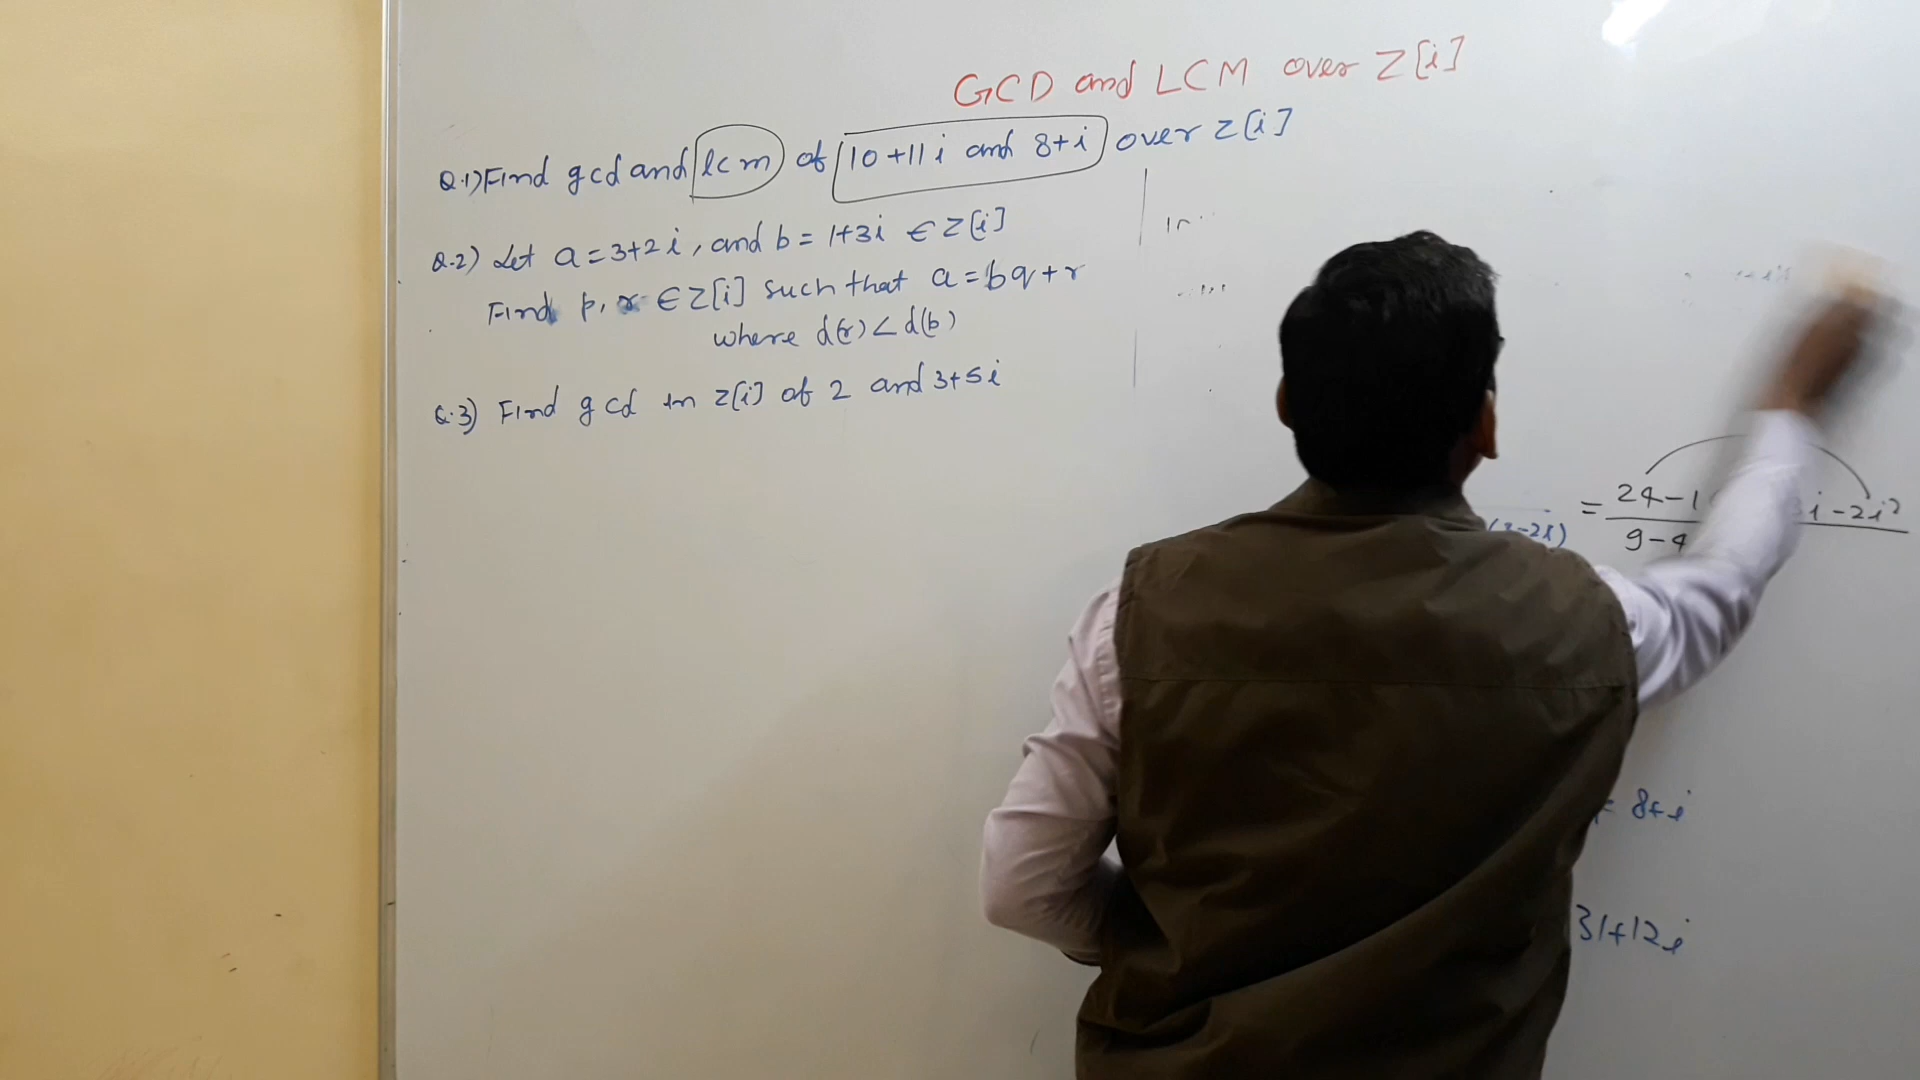 GCD and LCM over Z[i]
Q.1) Find gcd and lcm of 10+11i and 8+i over Z[i]
Q.2) Let a=3+2i, and b=1+3i ∈ Z[i]
Find p, r ∈ Z[i] such that a=bq+r
where d(r)<d(b)
Q.3) Find gcd in Z[i] of 2 and 3+5i
= 24-1 3i-2i²
9-4
= 8+i
31+12i